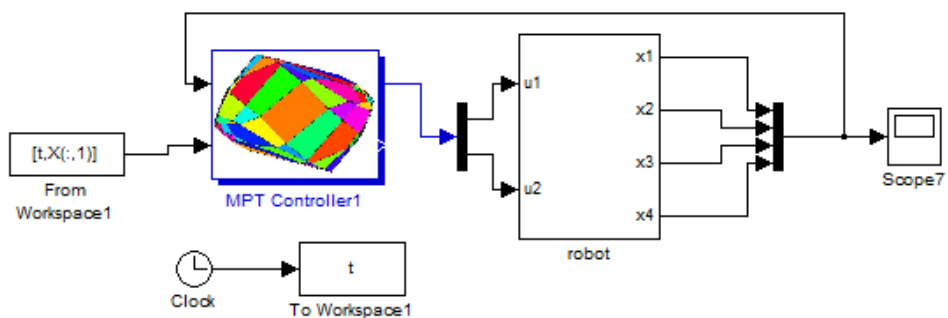 x1
u1
x2
[t,X(:,1)]
x3
From
Workspace1
u2
Scope7
MPT Controller1
x4
robot
t
Clock
To Workspace1